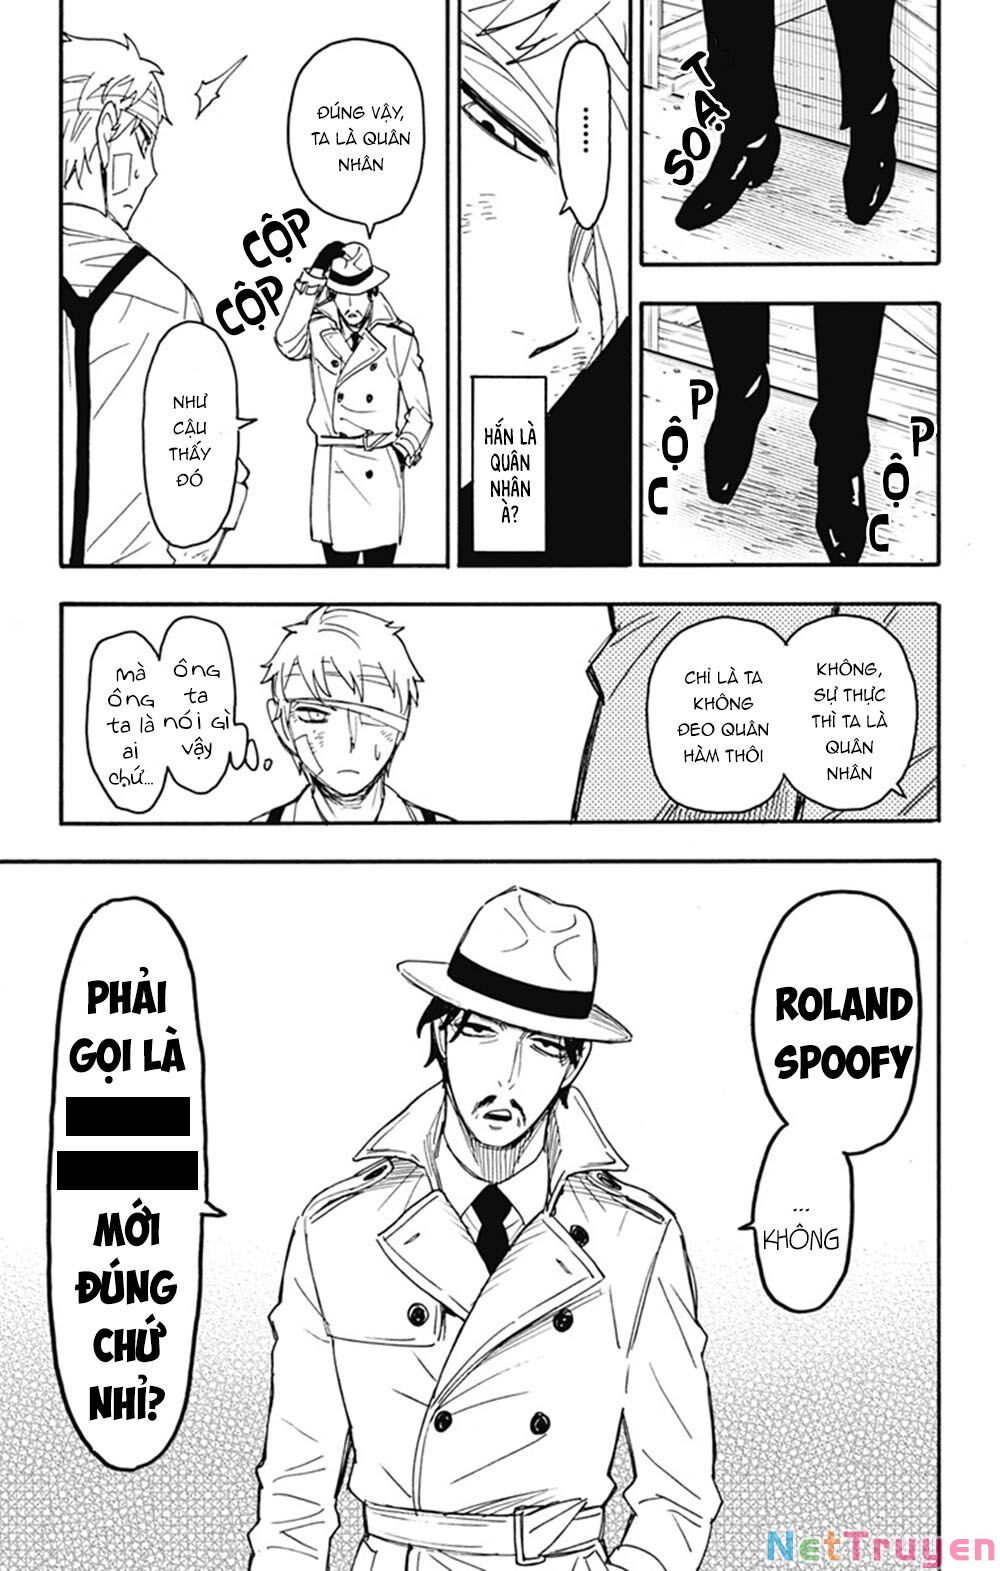 SOẠT
PỘC
PỘC
........
HẮN LÀ
QUÂN
NHÂN
À?
ĐÚNG VẬY,
TA LÀ QUÂN
NHÂN
CỘP
CỘP
NHƯ
CẬU
THẤY
ĐÓ
KHÔNG,
SỰ THỰC
THÌ TA LÀ
QUÂN
NHÂN
CHỈ LÀ TA
KHÔNG
ĐEO QUÂN
HÀM THÔI
ông
ta
nói gì
vậy
mà
ông
ta là
ai
chứ...
ROLAND
SPOOFY
...
KHÔNG
PHẢI
GỌI LÀ
MỚI
ĐÚNG
CHỨ
NHỈ?
NetTruyen